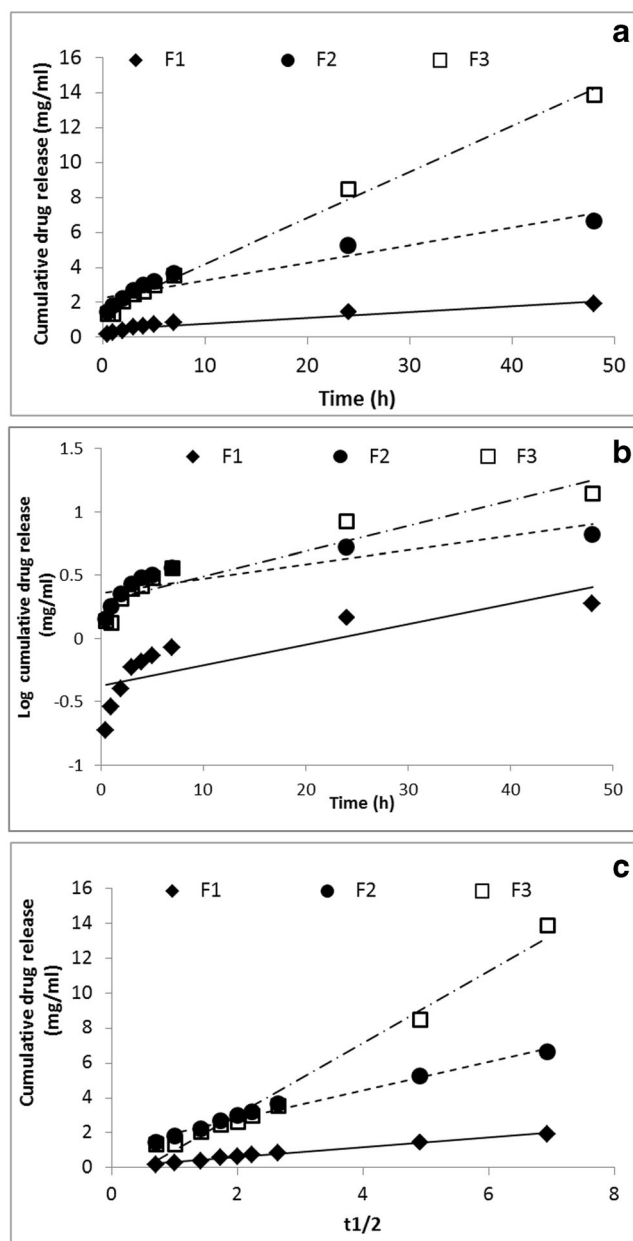 a
F1 F2 F3
Cumulative drug release (mg/ml)
16
14
12
10
8
6
4
2
0
0 10 20 30 40 50
Time (h)
b
F1 F2 F3
Log cumulative drug release
(mg/ml)
1.5
1
0.5
0
-0.5
-1
0 10 20 30 40 50
Time (h)
c
F1 F2 F3
Cumulative drug release
(mg/ml)
16
14
12
10
8
6
4
2
0
0 2 4 6 8
t1/2